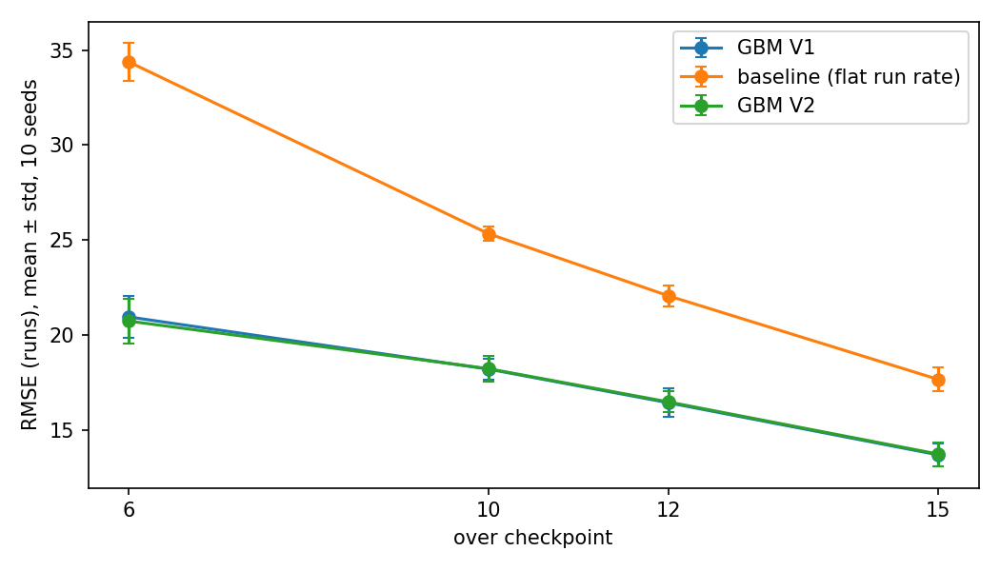 35
30
25
20
15
RMSE (runs), mean ± std, 10 seeds
GBM V1
baseline (flat run rate)
GBM V2
6
10
12
15
over checkpoint